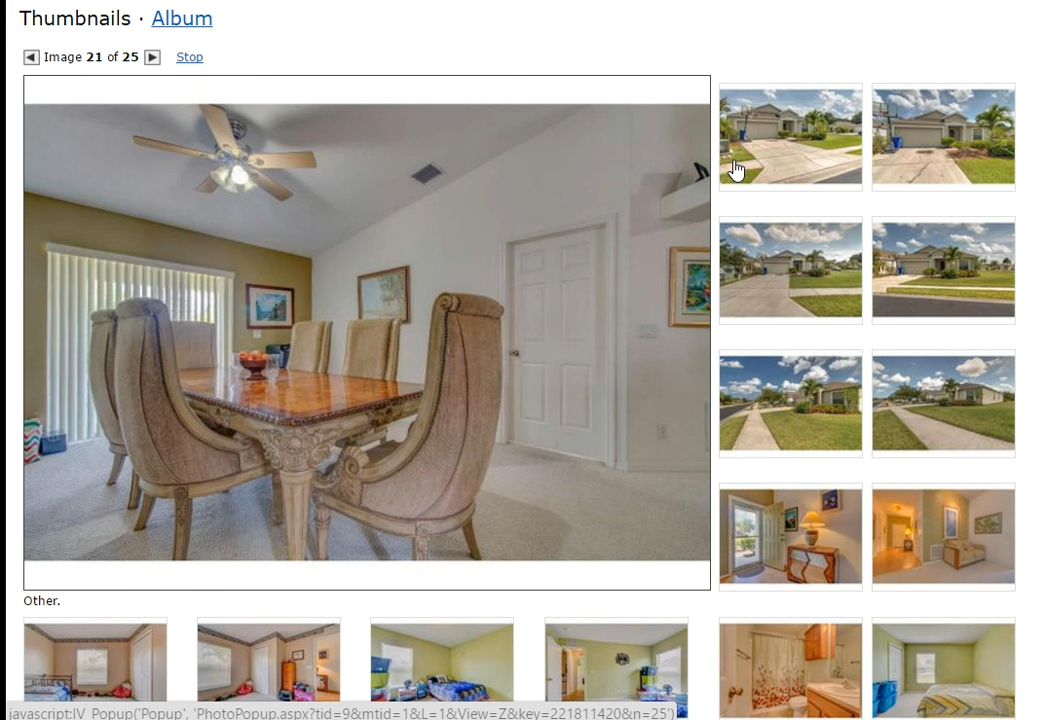 Thumbnails · Album
Image 21 of 25 Stop
Other.
javascript:IV_Popup('Popup', 'PhotoPopup.aspx?tid=9&mtid=1&L=1&View=Z&key=221811420&n=25')